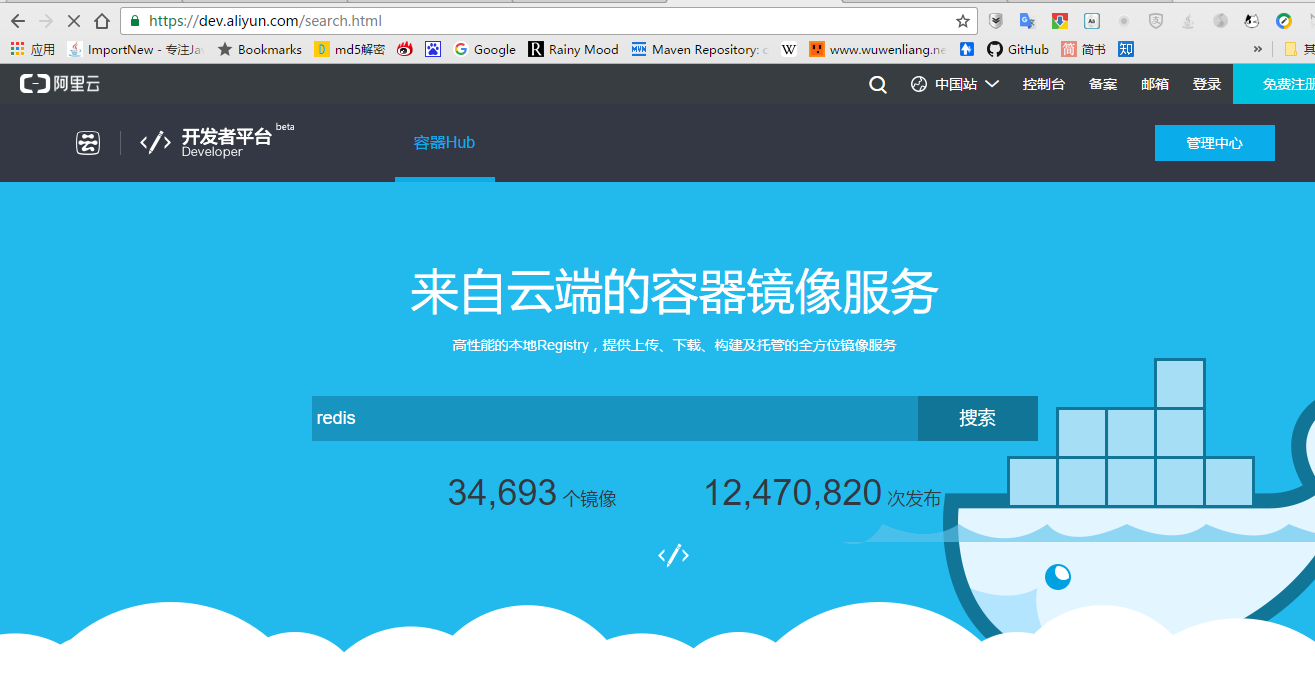 https://dev.aliyun.com/search.html
应用 ImportNew - 专注Ja Bookmarks md5解密 Google Rainy Mood Maven Repository: W www.wuwenliang.ne GitHub 简 简书 知 » 其
阿里云 中国站 控制台 备案 邮箱 登录 免费注册
开发者平台 beta 容器Hub 管理中心
Developer
来自云端的容器镜像服务
高性能的本地Registry，提供上传、下载、构建及托管的全方位镜像服务
redis 搜索
34,693 个镜像 12,470,820 次发布